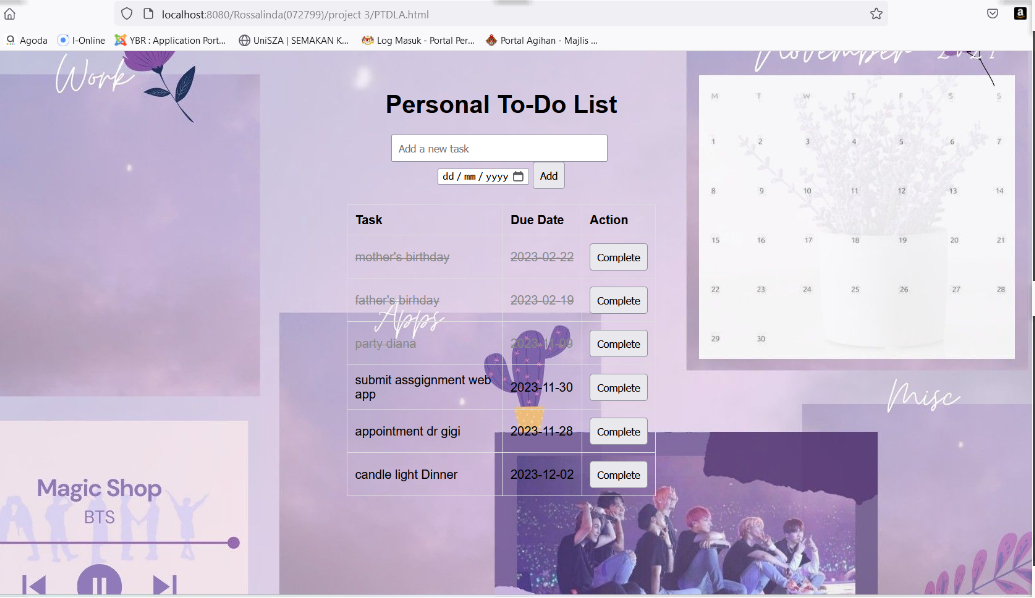 localhost:8080/Rossalinda(072799)/project 3/PTDLA.html
Agoda
I-Online
YBR : Application Port...
UniSZA | SEMAKAN K...
Log Masuk - Portal Per...
Portal Agihan - Majlis ...
Work
November 2021
Personal To-Do List
Add a new task
dd / mm / yyyy
Add
Task Due Date Action
mother's birthday 2023-02-22 Complete
father's birhday 2023-02-19 Complete
Apps
party diana 2023-11-09 Complete
submit assgignment web
app
2023-11-30 Complete
appointment dr gigi 2023-11-28 Complete
candle light Dinner 2023-12-02 Complete
M T W T F S S
1 2 3 4 5 6 7
8 9 10 11 12 13 14
15 16 17 18 19 20 21
22 23 24 25 26 27 28
29 30
Misc
Magic Shop
BTS